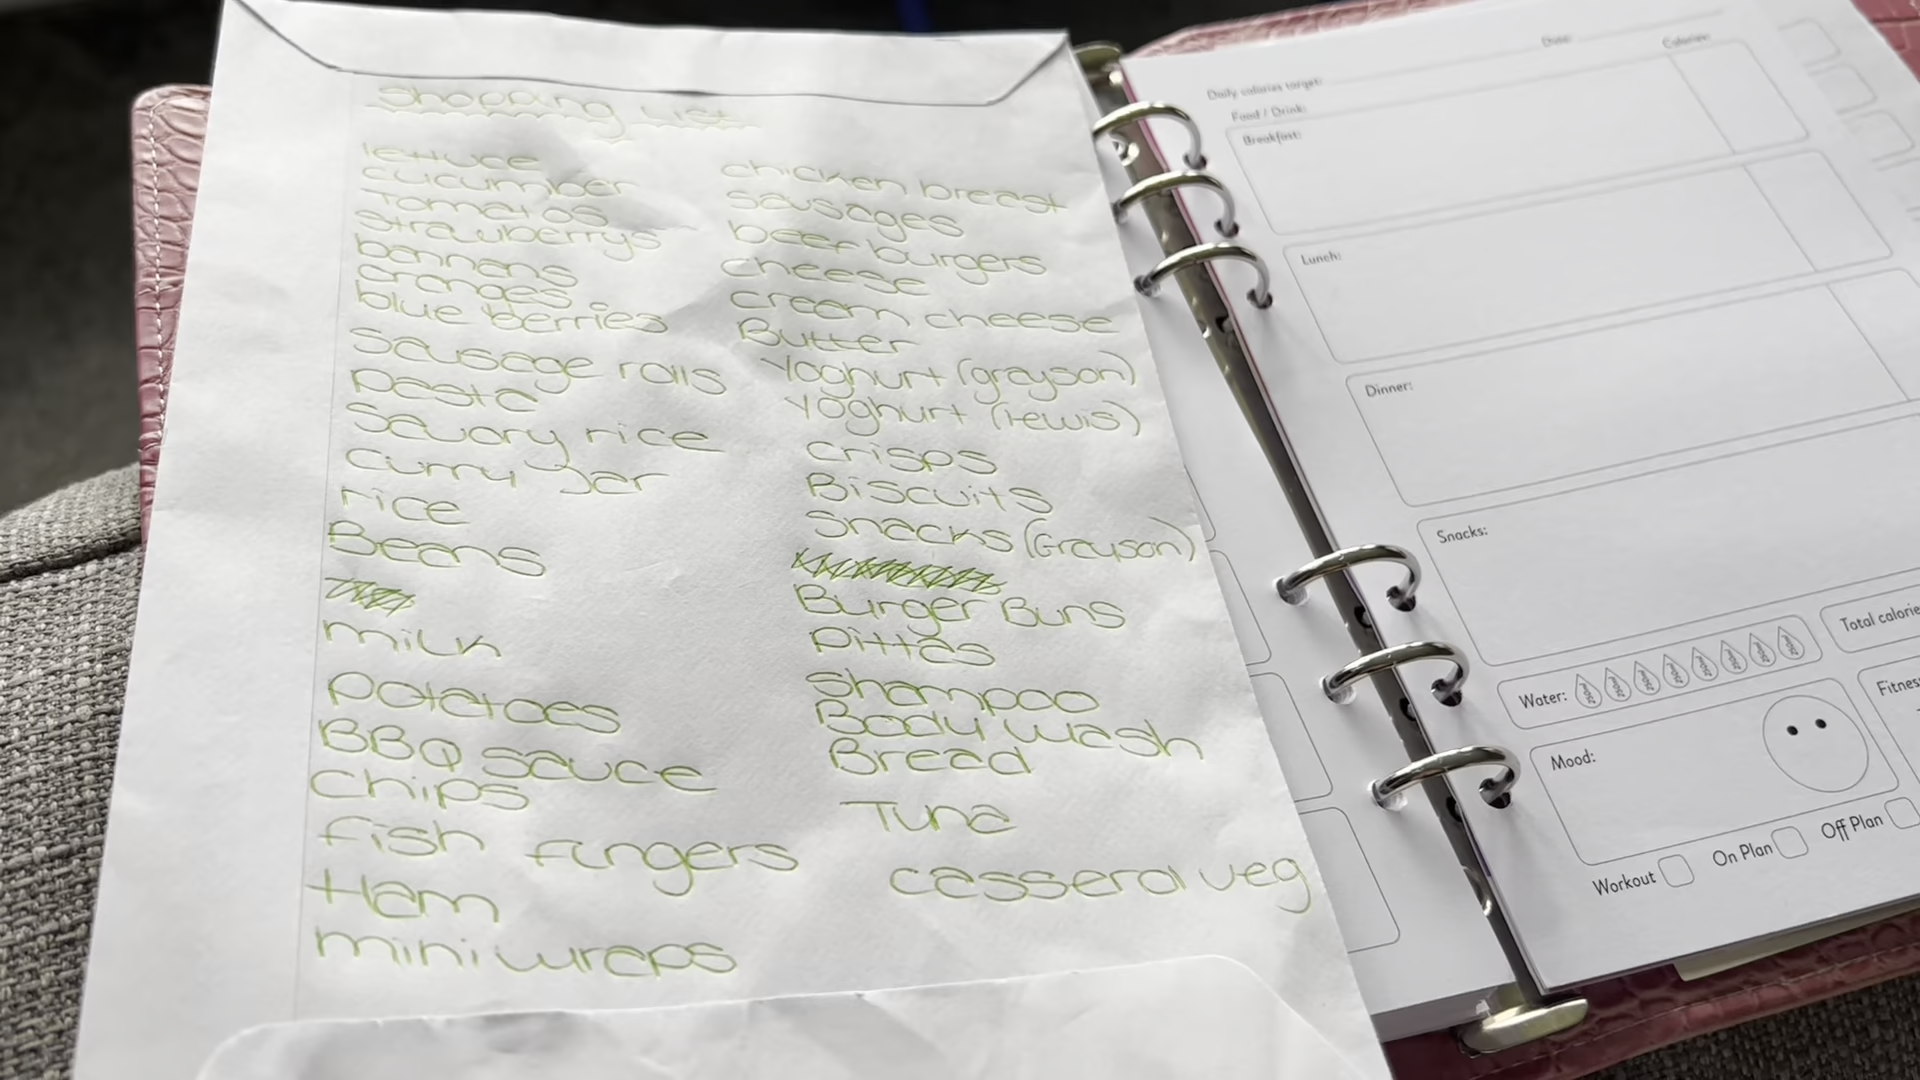 Shopping List
lettuce
cucumber
Tomatos
Strawberrys
bannans
oranges
blue berries
Sausage rolls
pasta
Savory rice
curry Jar
rice
Beans
milk
potatoes
BBQ sauce
Chips
fish fingers
Ham
mini wraps
chicken breast
sausages
beef burgers
cheese
cream cheese
Butter
Yoghurt (grayson)
Yoghurt (Lewis)
crisps
Biscuits
Snacks (Grayson)
Burger Buns
pittas
Shampoo
Body wash
Bread
Tuna
casserol veg
Date:
Calories:
Daily calories target:
Food / Drink:
Breakfast:
Lunch:
Dinner:
Snacks:
Water:
Total calorie
Mood:
Fitness
Workout On Plan Off Plan